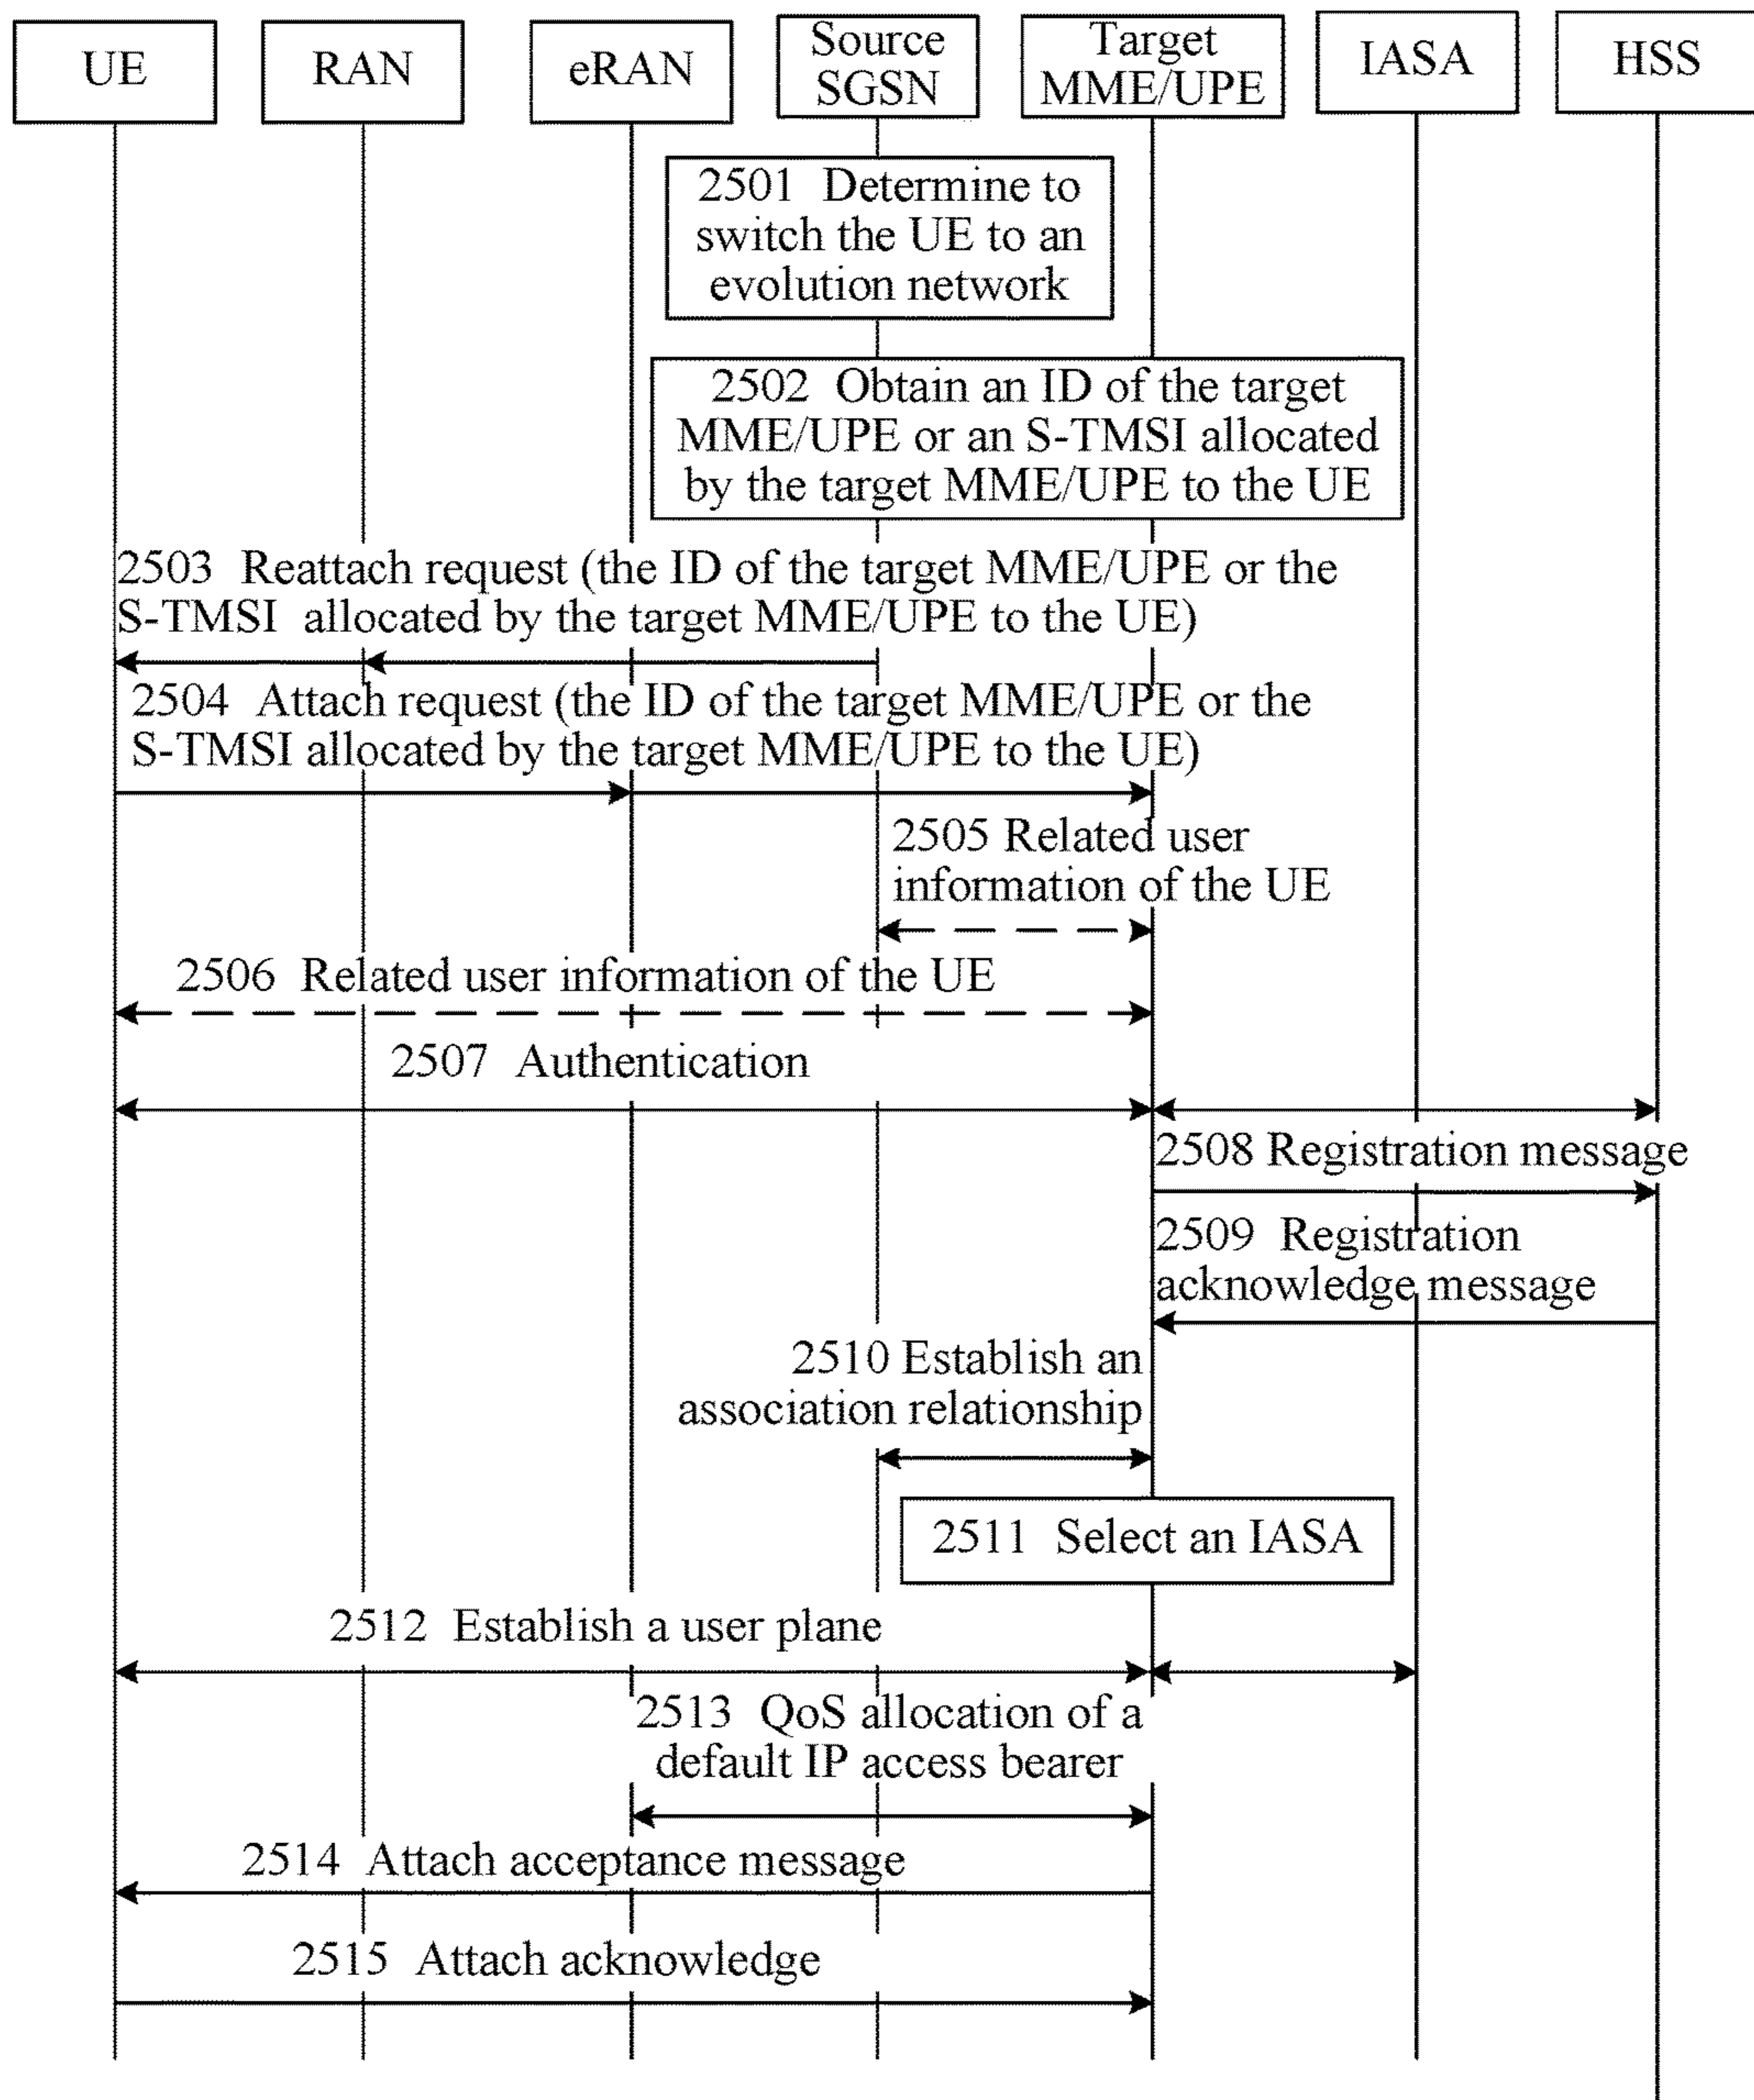 UE
RAN
eRAN
Source
SGSN
Target
MME/UPE
IASA
HSS
2501 Determine to
switch the UE to an
evolution network
2502 Obtain an ID of the target
MME/UPE or an S-TMSI allocated
by the target MME/UPE to the UE
2503 Reattach request (the ID of the target MME/UPE or the
S-TMSI allocated by the target MME/UPE to the UE)
2504 Attach request (the ID of the target MME/UPE or the
S-TMSI allocated by the target MME/UPE to the UE)
2505 Related user
information of the UE
2506 Related user information of the UE
2507 Authentication
2508 Registration message
2509 Registration
acknowledge message
2510 Establish an
association relationship
2511 Select an IASA
2512 Establish a user plane
2513 QoS allocation of a
default IP access bearer
2514 Attach acceptance message
2515 Attach acknowledge